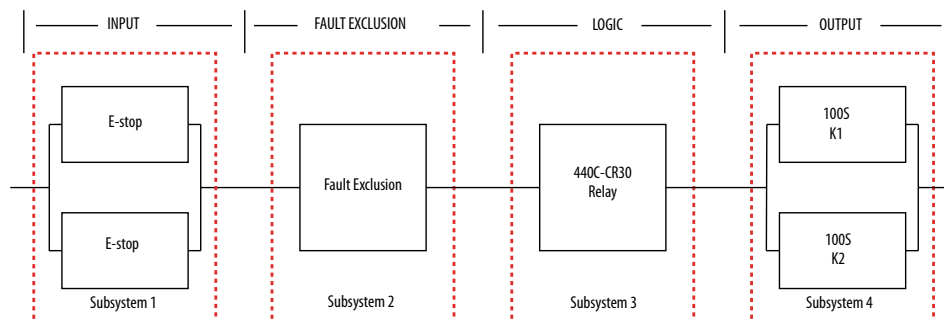 INPUT
FAULT EXCLUSION
LOGIC
OUTPUT
E-stop
E-stop
Subsystem 1
Fault Exclusion
Subsystem 2
440C-CR30
Relay
Subsystem 3
100S
K1
100S
K2
Subsystem 4